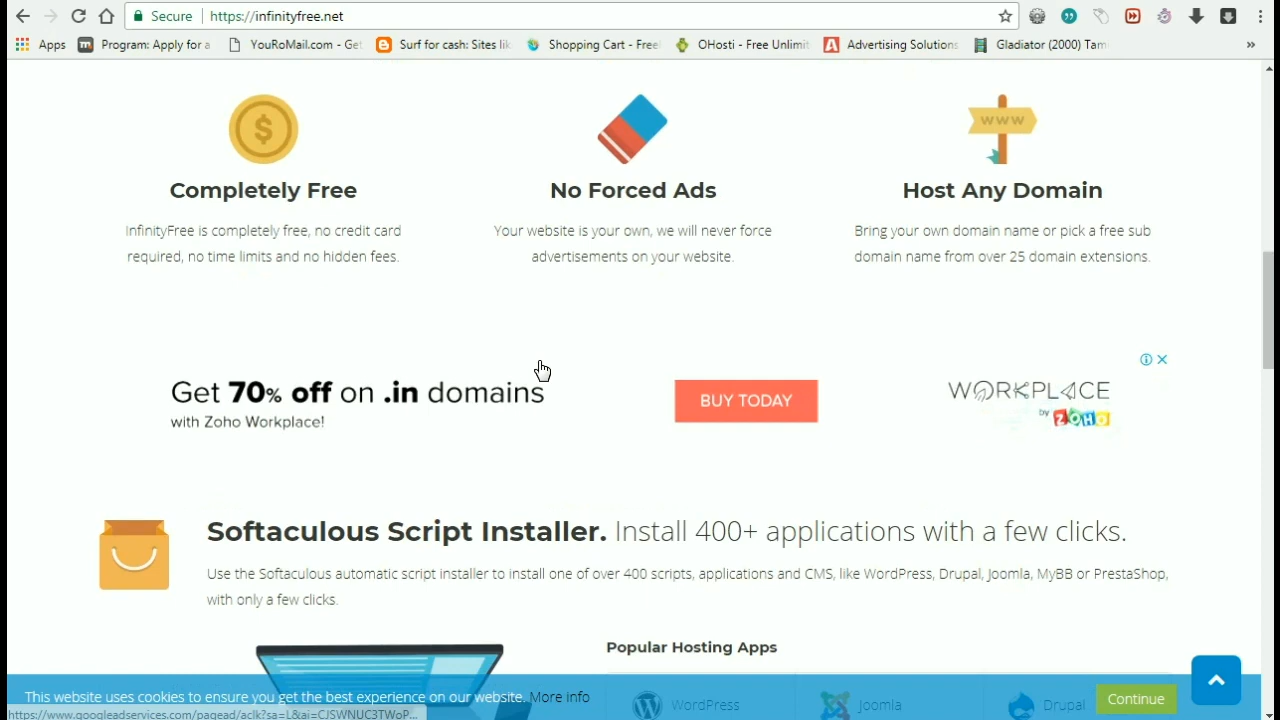 Secure https://infinityfree.net
Apps Program: Apply for a YouRoMail.com - Get Surf for cash: Sites lik Shopping Cart - Free OHosti - Free Unlimit Advertising Solutions Gladiator (2000) Tam »
WWW
Completely Free No Forced Ads Host Any Domain
InfinityFree is completely free, no credit card
required, no time limits and no hidden fees.
Your website is your own, we will never force
advertisements on your website.
Bring your own domain name or pick a free sub
domain name from over 25 domain extensions.
Get 70% off on .in domains
with Zoho Workplace!
BUY TODAY
WORKPLACE
by ZOHO
Softaculous Script Installer. Install 400+ applications with a few clicks.
Use the Softaculous automatic script installer to install one of over 400 scripts, applications and CMS, like WordPress, Drupal, Joomla, MyBB or PrestaShop,
with only a few clicks.
Popular Hosting Apps
WordPress Joomla Drupal
This website uses cookies to ensure you get the best experience on our website. More info
Continue